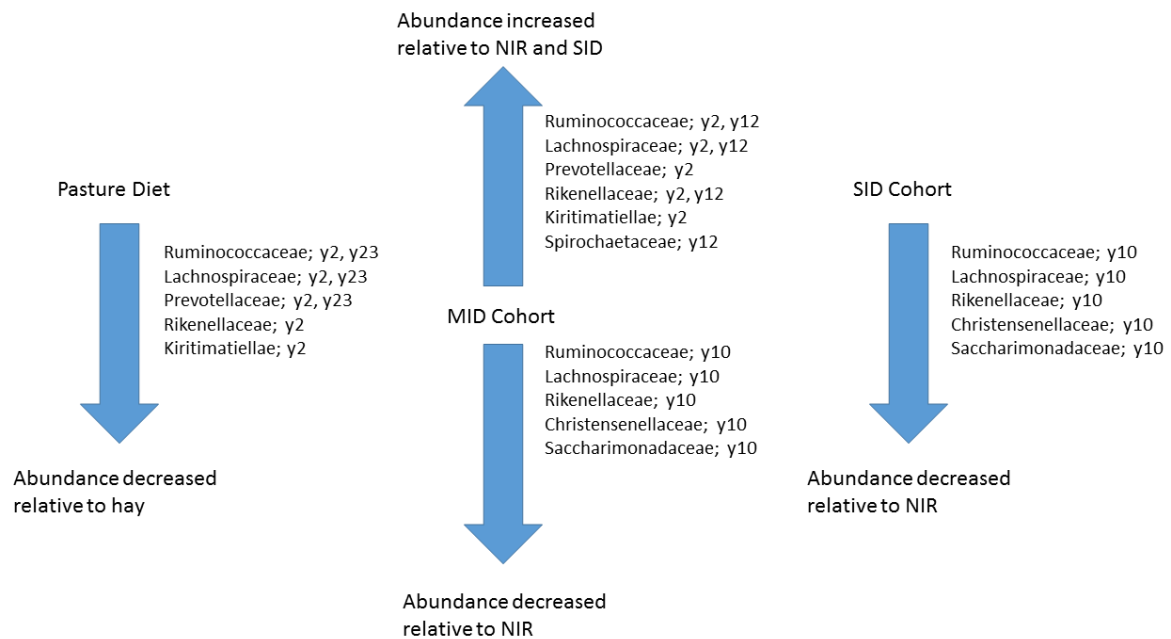 Abundance increased
relative to NIR and SID
Ruminococcaceae; y2, y12
Lachnospiraceae; y2, y12
Prevotellaceae; y2
Rikenellaceae; y2, y12
Kiritimatiellae; y2
Spirochaetaceae; y12
Pasture Diet
Ruminococcaceae; y2, y23
Lachnospiraceae; y2, y23
Prevotellaceae; y2, y23
Rikenellaceae; y2
Kiritimatiellae; y2
Abundance decreased
relative to hay
MID Cohort
Ruminococcaceae; y10
Lachnospiraceae; y10
Rikenellaceae; y10
Christensenellaceae; y10
Saccharimonadaceae; y10
Abundance decreased
relative to NIR
SID Cohort
Ruminococcaceae; y10
Lachnospiraceae; y10
Rikenellaceae; y10
Christensenellaceae; y10
Saccharimonadaceae; y10
Abundance decreased
relative to NIR